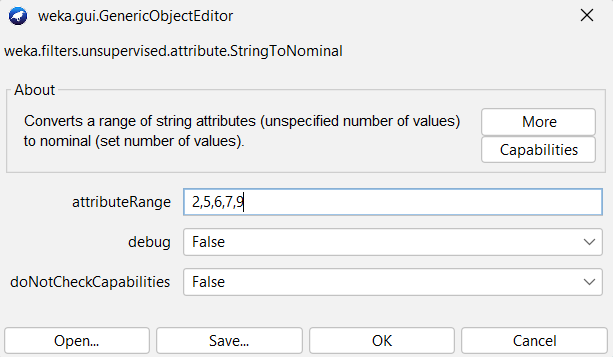 weka.gui.GenericObjectEditor
weka.filters.unsupervised.attribute.StringToNominal
About
Converts a range of string attributes (unspecified number of values)
to nominal (set number of values).
More
Capabilities
attributeRange 2,5,6,7,9
debug False
doNotCheckCapabilities False
Open... Save... OK Cancel